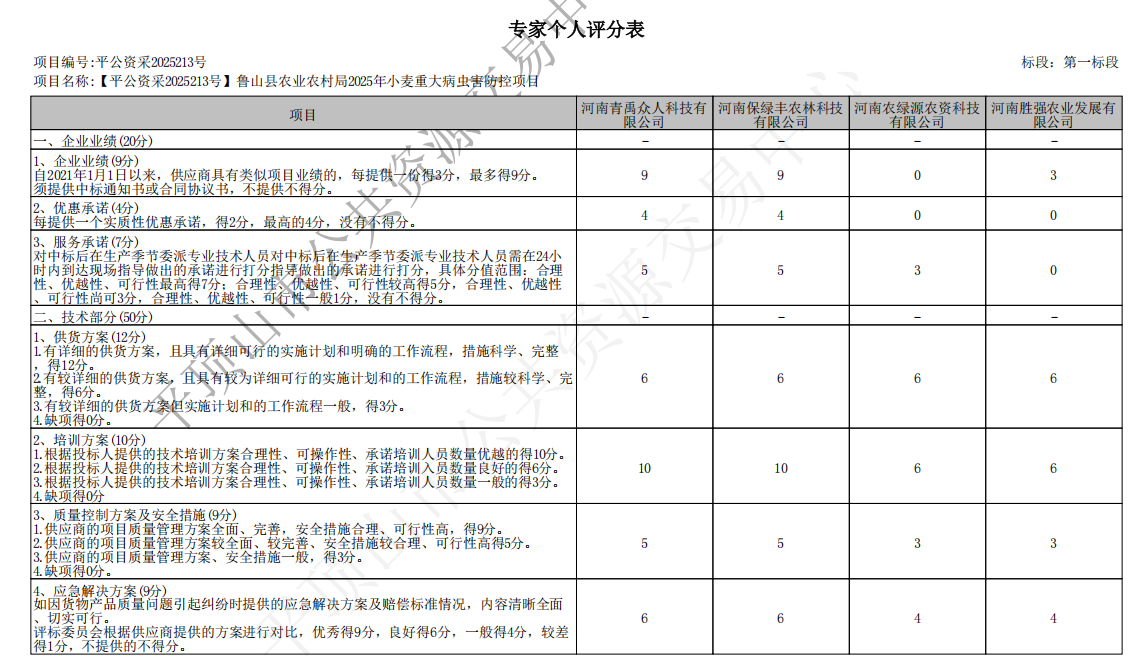 专家个人评分表
项目编号:平公资采2025213号
标段：第一标段
项目名称:【平公资采2025213号】鲁山县农业农村局2025年小麦重大病虫害防控项目
项目
河南青禹众人科技有限公司
河南保绿丰农林科技有限公司
河南农绿源农资科技有限公司
河南胜强农业发展有限公司
一、企业业绩(20分) – – – –
1、企业业绩(9分)
自2021年1月1日以来，供应商具有类似项目业绩的，每提供一份得3分，最多得9分。
须提供中标通知书或合同协议书，不提供不得分。
9 9 0 3
2、优惠承诺(4分)
每提供一个实质性优惠承诺，得2分，最高的4分，没有不得分。
4 4 0 0
3、服务承诺(7分)
对中标后在生产季节委派专业技术人员对中标后在生产季节委派专业技术人员需在24小
时内到达现场指导做出的承诺进行打分指导做出的承诺进行打分，具体分值范围：合理
性、优越性、可行性最高得7分；合理性、优越性、可行性较高得5分，合理性、优越性
、可行性尚可3分，合理性、优越性、可行性一般1分，没有不得分。
5 5 3 0
二、技术部分(50分) – – – –
1、供货方案(12分)
1.有详细的供货方案，且具有详细可行的实施计划和明确的工作流程，措施科学、完整
，得12分。
2.有较详细的供货方案，且具有较为详细可行的实施计划和的工作流程，措施较科学、完
整，得6分。
3.有较详细的供货方案但实施计划和的工作流程一般，得3分。
4.缺项得0分。
6 6 6 6
2、培训方案(10分)
1.根据投标人提供的技术培训方案合理性、可操作性、承诺培训人员数量优越的得10分。
2.根据投标人提供的技术培训方案合理性、可操作性、承诺培训入员数量良好的得6分。
3.根据投标人提供的技术培训方案合理性、可操作性、承诺培训人员数量一般的得3分。
4.缺项得0分
10 10 6 6
3、质量控制方案及安全措施(9分)
1.供应商的项目质量管理方案全面、完善，安全措施合理、可行性高，得9分。
2.供应商的项目质量管理方案较全面、较完善、安全措施较合理、可行性高得5分。
3.供应商的项目质量管理方案、安全措施一般，得3分。
4.缺项得0分。
5 5 3 3
4、应急解决方案(9分)
如因货物产品质量问题引起纠纷时提供的应急解决方案及赔偿标准情况，内容清晰全面
、切实可行。
评标委员会根据供应商提供的方案进行对比，优秀得9分，良好得6分，一般得4分，较差
得1分，不提供的不得分。
6 6 4 4
平顶山市公共资源交易中
平顶山市公共资源交易中心